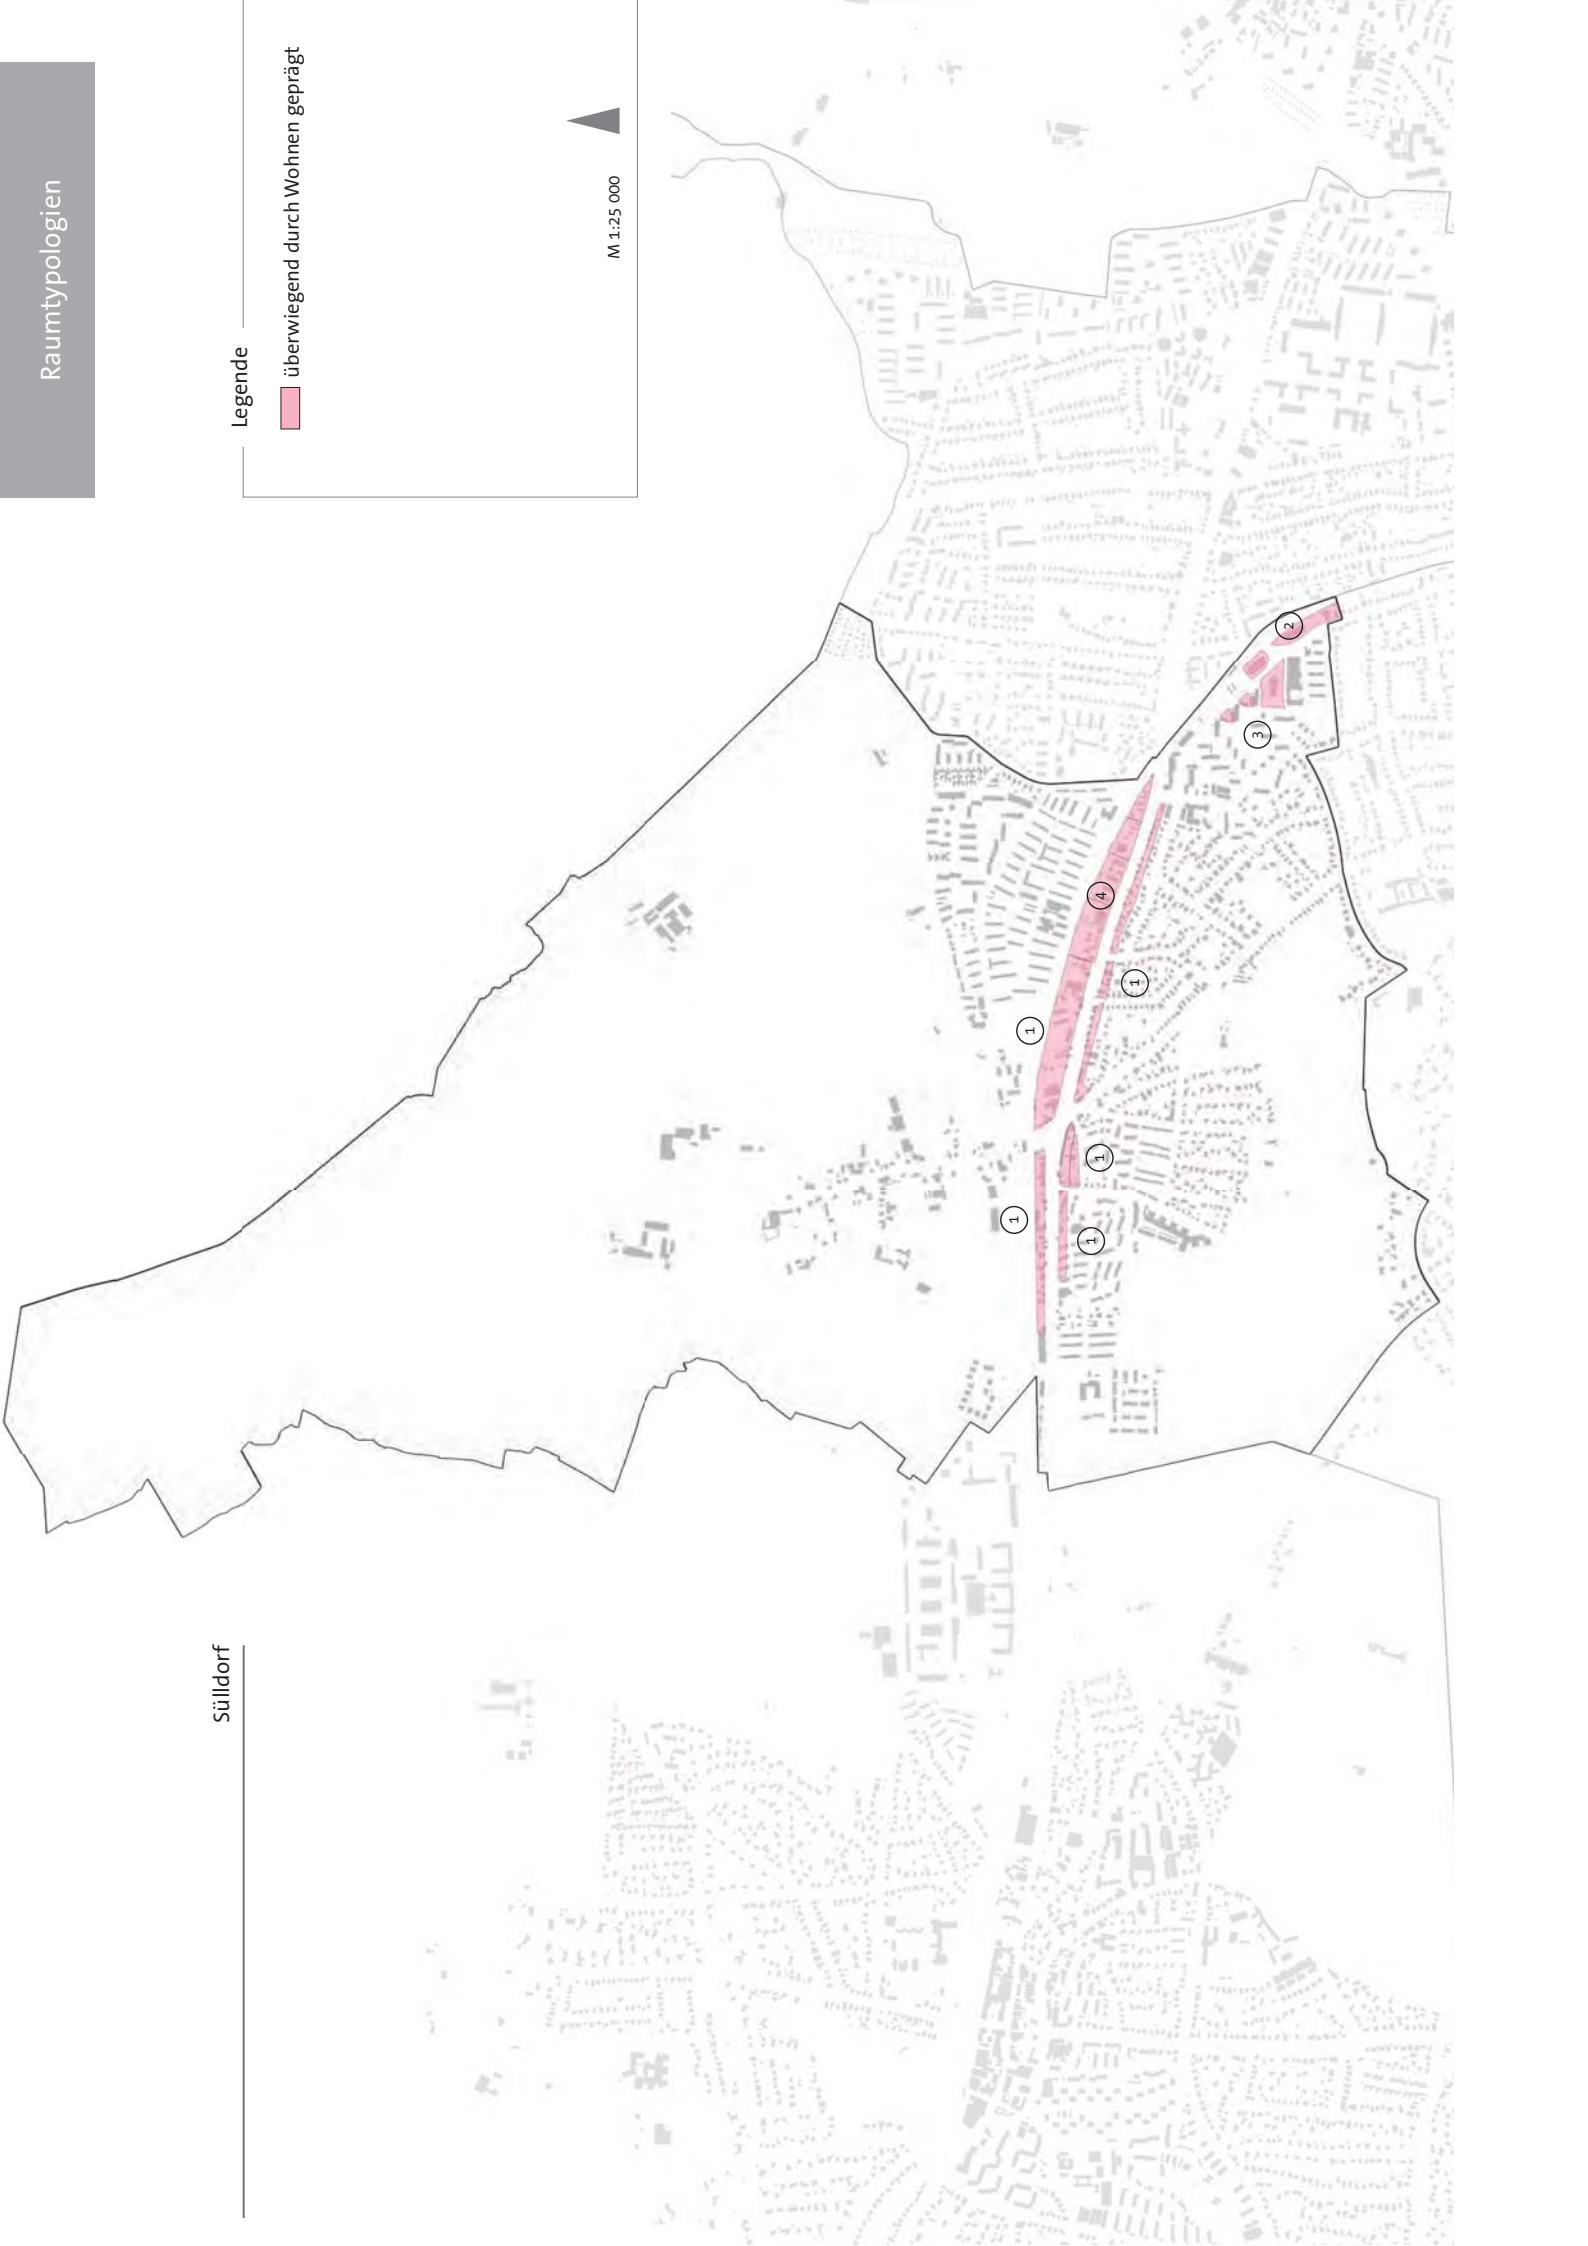 Sülldorf
Raumtypologien
Legende
überwiegend durch Wohnen geprägt
M 1:25 000
1
1
1
1
1
4
3
2